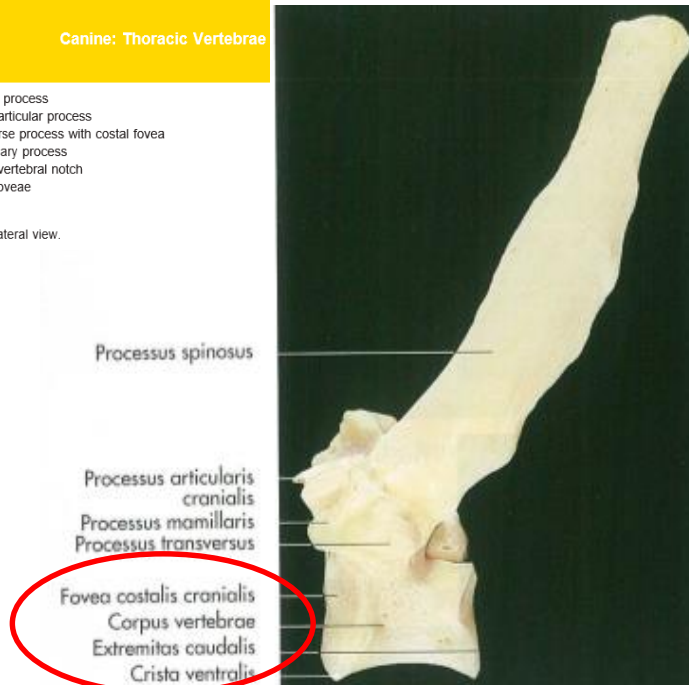 Canine: Thoracic Vertebrae
process
articular process
rse process with costal fovea
ary process
vertebral notch
oveae
ateral view.
Processus spinosus
Processus articularis
cranialis
Processus mamillaris
Processus transversus
Fovea costalis cranialis
Corpus vertebrae
Extremitas caudalis
Crista ventralis